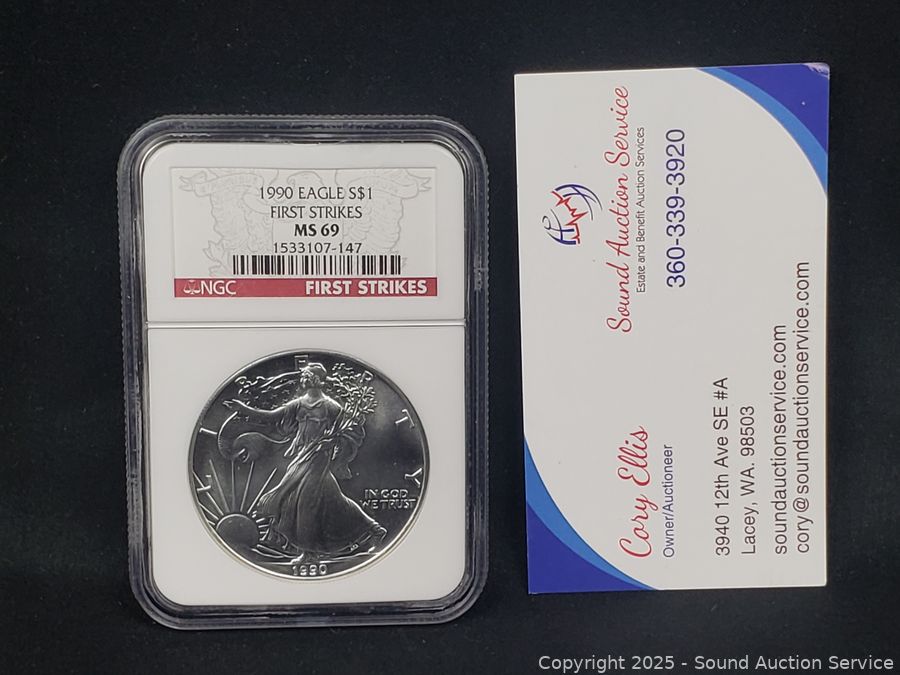 1990 EAGLE S$1
FIRST STRIKES
MS 69
1533107-147
NGC
FIRST STRIKES
LIBERTY
IN GOD
WE TRUST
1990
Sound Auction Service
Estate and Benefit Auction Services
360-339-3920
Cory Ellis
Owner/Auctioneer
3940 12th Ave SE #A
Lacey, WA. 98503
soundauctionservice.com
cory@soundauctionservice.com
Copyright 2025 - Sound Auction Service